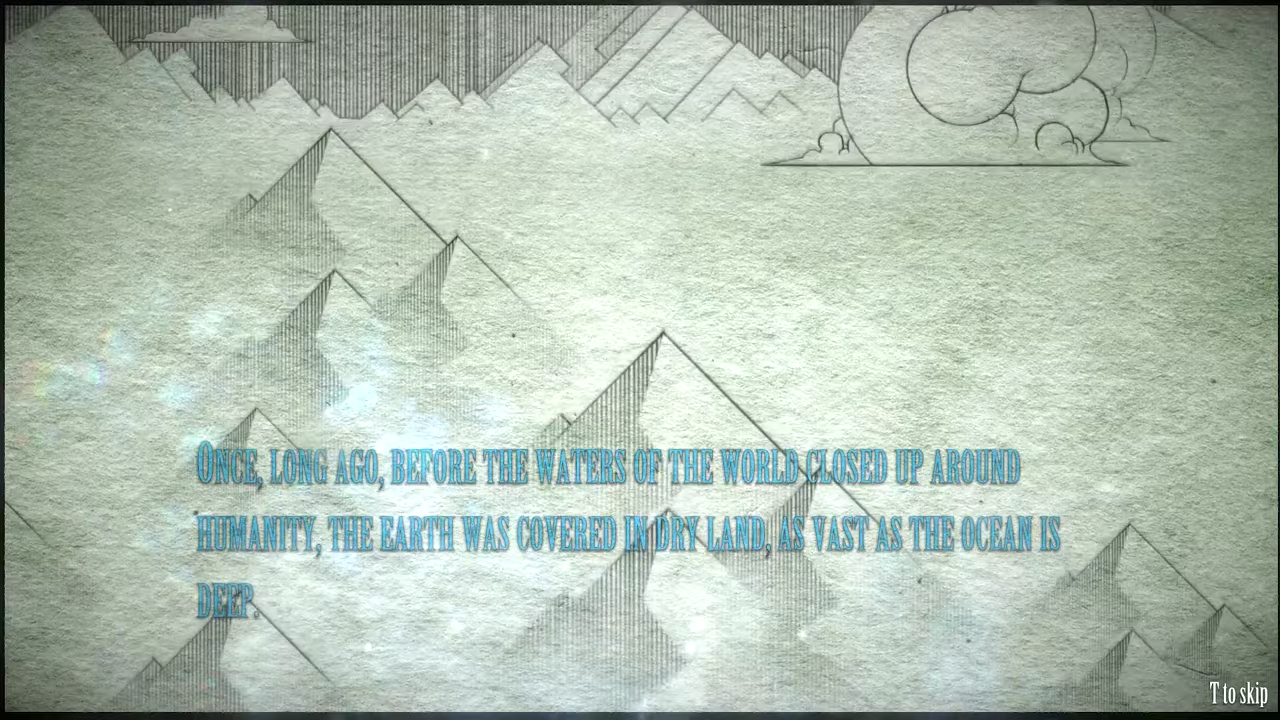 Once, long ago, before the waters of the world closed up around
humanity, the earth was covered in dry land, as vast as the ocean is
deep.
T to skip